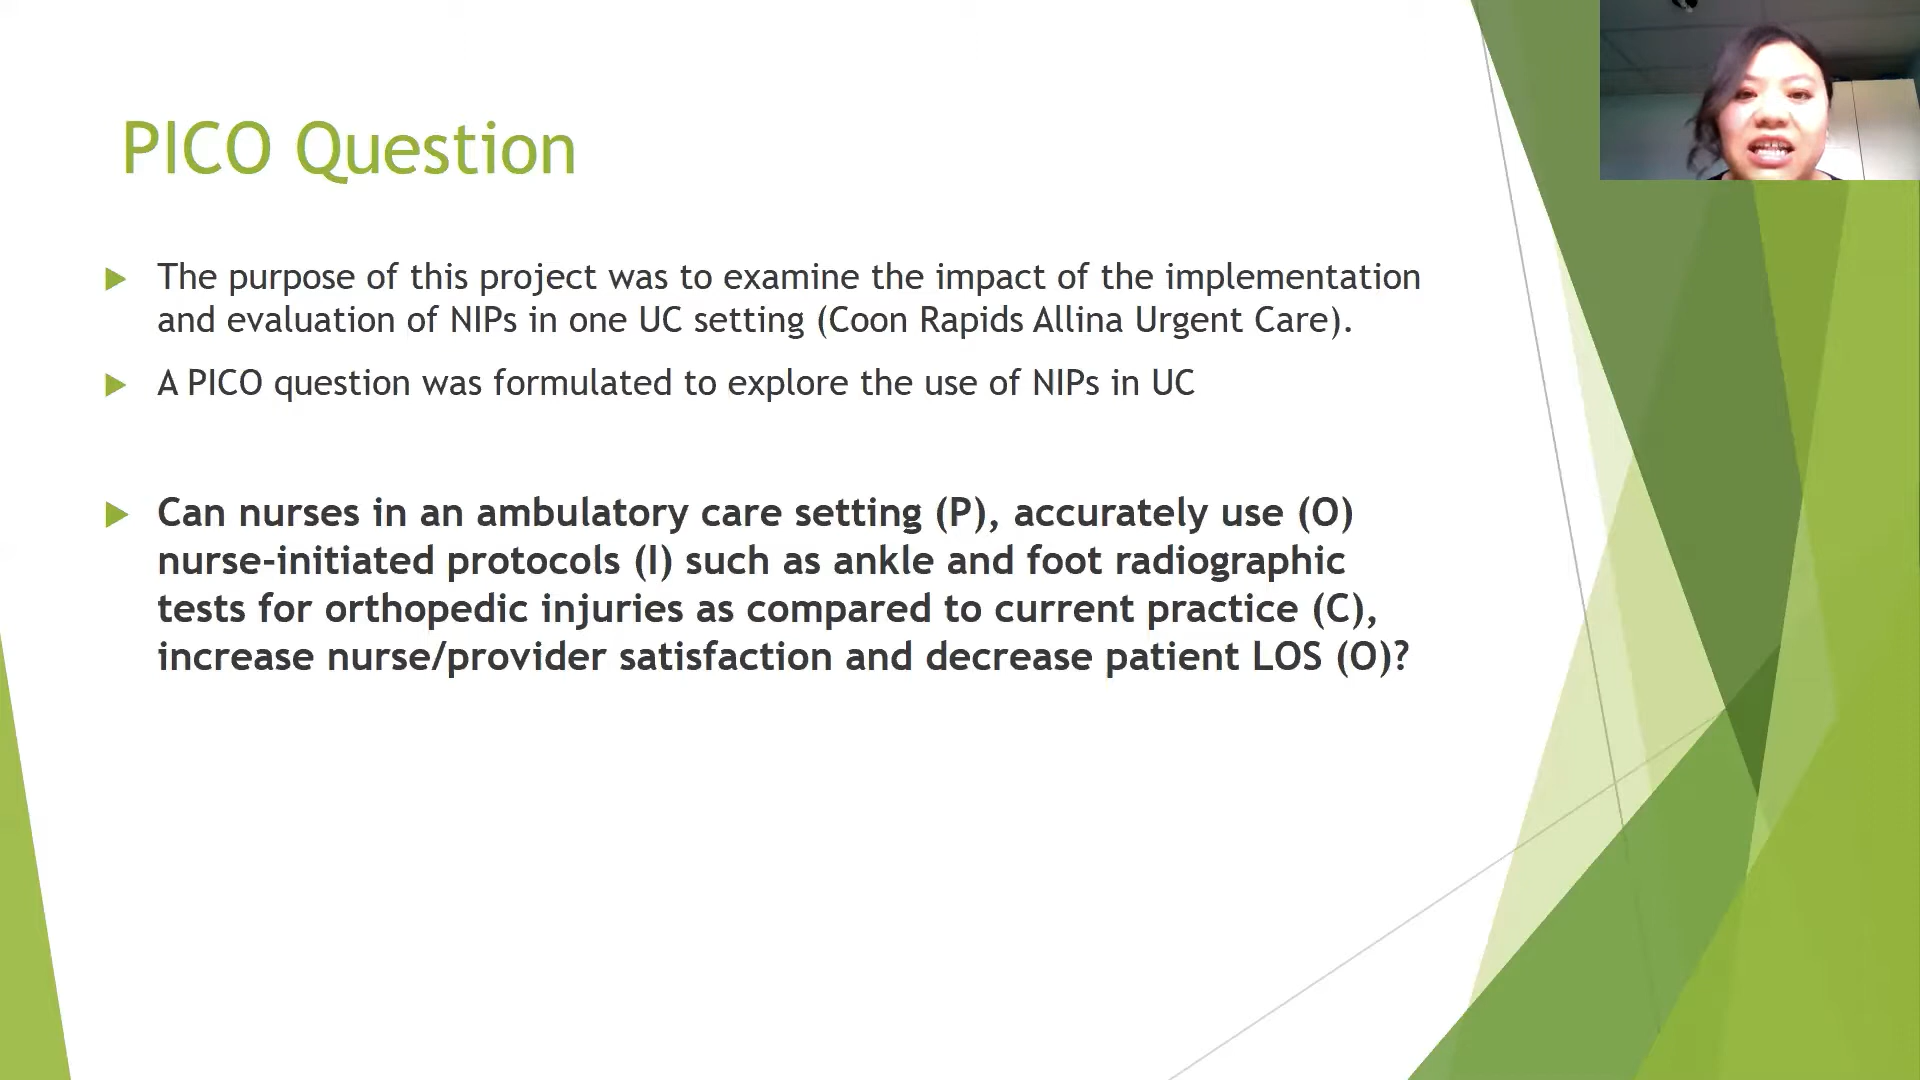 PICO Question
The purpose of this project was to examine the impact of the implementation
and evaluation of NIPs in one UC setting (Coon Rapids Allina Urgent Care).
A PICO question was formulated to explore the use of NIPs in UC
Can nurses in an ambulatory care setting (P), accurately use (O)
nurse-initiated protocols (I) such as ankle and foot radiographic
tests for orthopedic injuries as compared to current practice (C),
increase nurse/provider satisfaction and decrease patient LOS (O)?